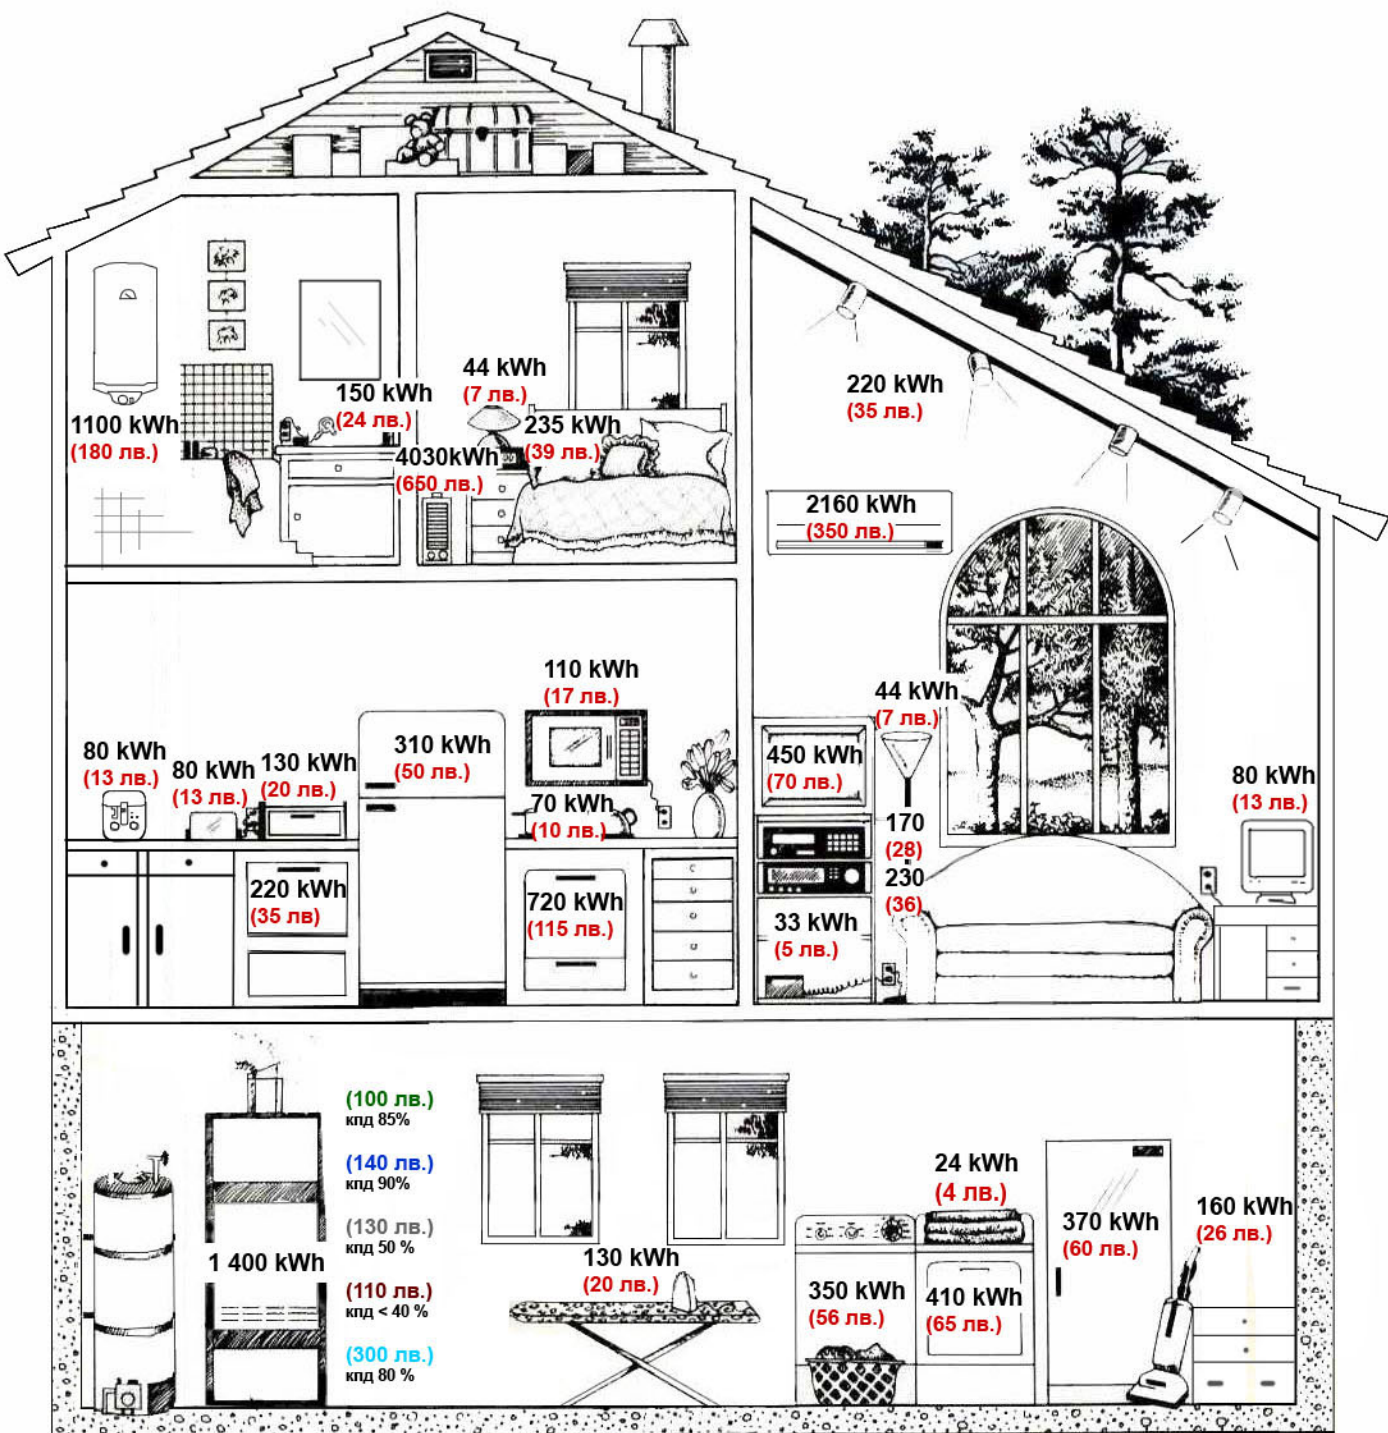 44 kWh
(7 лв.)
150 kWh
(24 лв.)
220 kWh
(35 лв.)
1100 kWh
(180 лв.)
235 kWh
(39 лв.)
4030kWh
(650 лв.)
2160 kWh
(350 лв.)
110 kWh
(17 лв.)
44 kWh
(7 лв.)
80 kWh
(13 лв.)
80 kWh
(13 лв.)
130 kWh
(20 лв.)
310 kWh
(50 лв.)
450 kWh
(70 лв.)
80 kWh
(13 лв.)
70 kWh
(10 лв.)
170
(28)
230
(36)
220 kWh
(35 лв)
720 kWh
(115 лв.)
33 kWh
(5 лв.)
(100 лв.)
кпд 85%
(140 лв.)
кпд 90%
(130 лв.)
кпд 50 %
1 400 kWh
(110 лв.)
кпд < 40 %
(300 лв.)
кпд 80 %
130 kWh
(20 лв.)
24 kWh
(4 лв.)
350 kWh
(56 лв.)
410 kWh
(65 лв.)
370 kWh
(60 лв.)
160 kWh
(26 лв.)